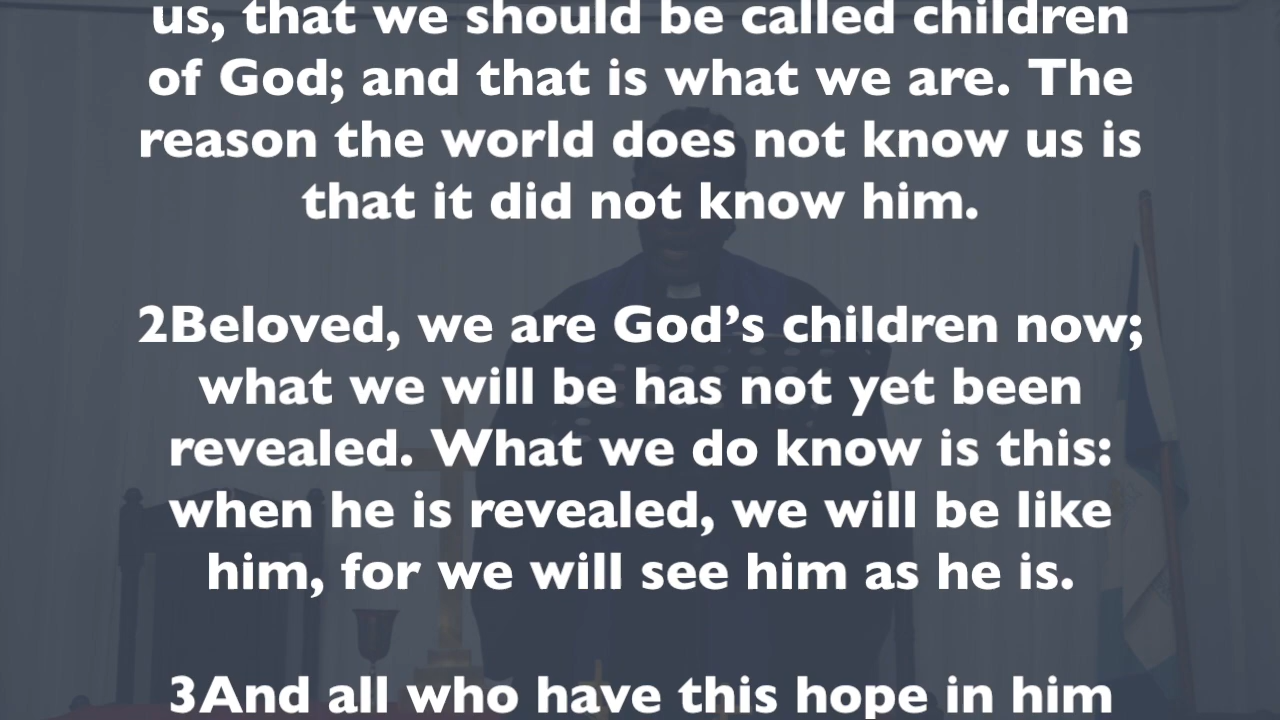 us, that we should be called children
of God; and that is what we are. The
reason the world does not know us is
that it did not know him.
2Beloved, we are God’s children now;
what we will be has not yet been
revealed. What we do know is this:
when he is revealed, we will be like
him, for we will see him as he is.
3And all who have this hope in him